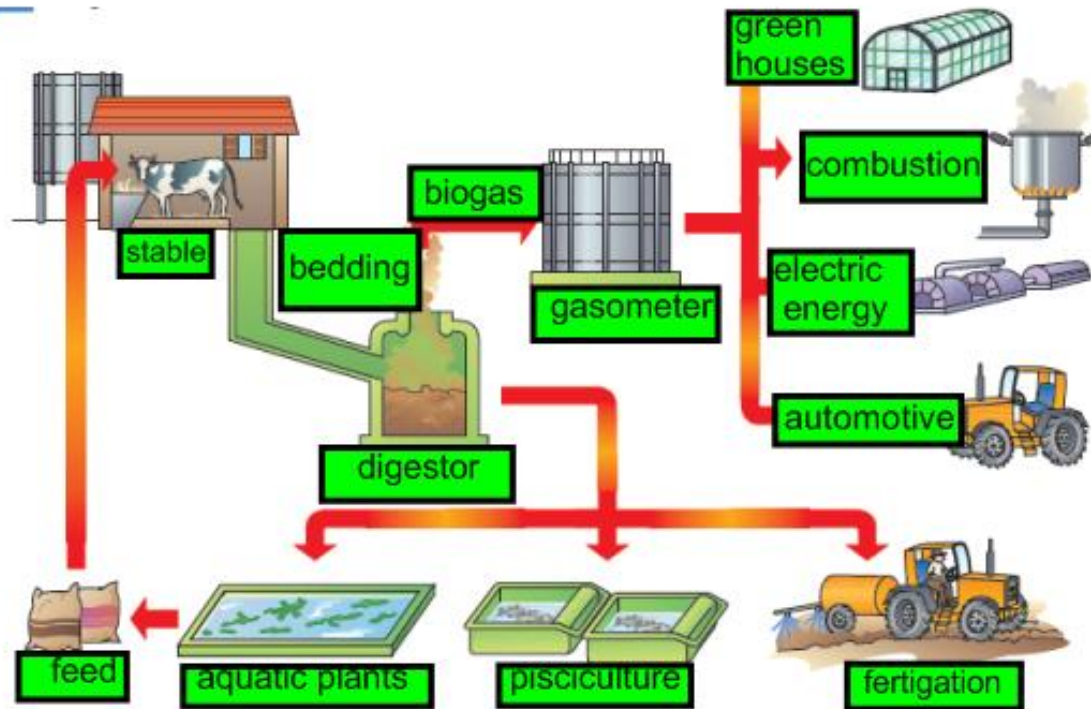 green
houses
combustion
biogas
stable
bedding
electric
energy
gasometer
automotive
digestor
feed
aquatic plants
pisciculture
fertigation